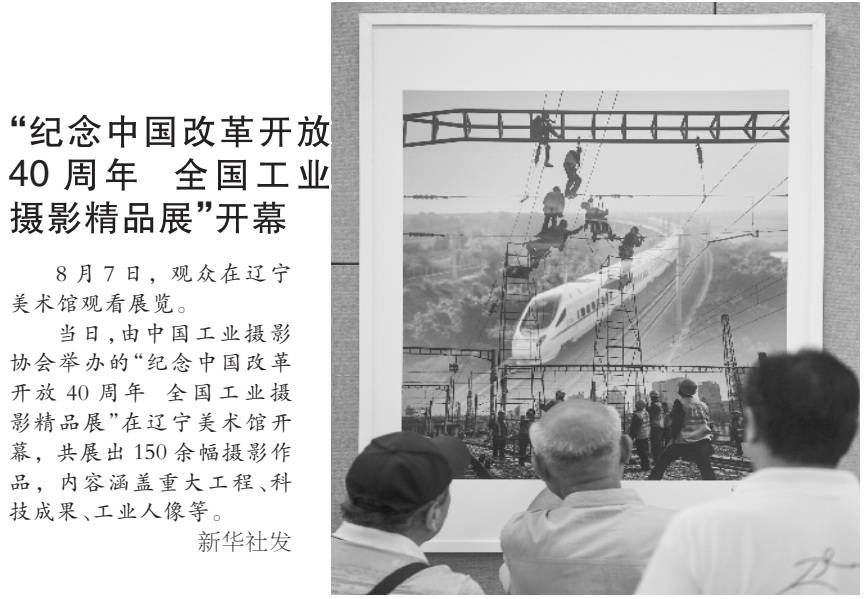 “纪念中国改革开放
40 周年　全国工业
摄影精品展”开幕
8 月 7 日，观众在辽宁
美术馆观看展览。
当日，由中国工业摄影
协会举办的“纪念中国改革
开放 40 周年　全国工业摄
影精品展”在辽宁美术馆开
幕，共展出 150 余幅摄影作
品，内容涵盖重大工程、科
技成果、工业人像等。
新华社发